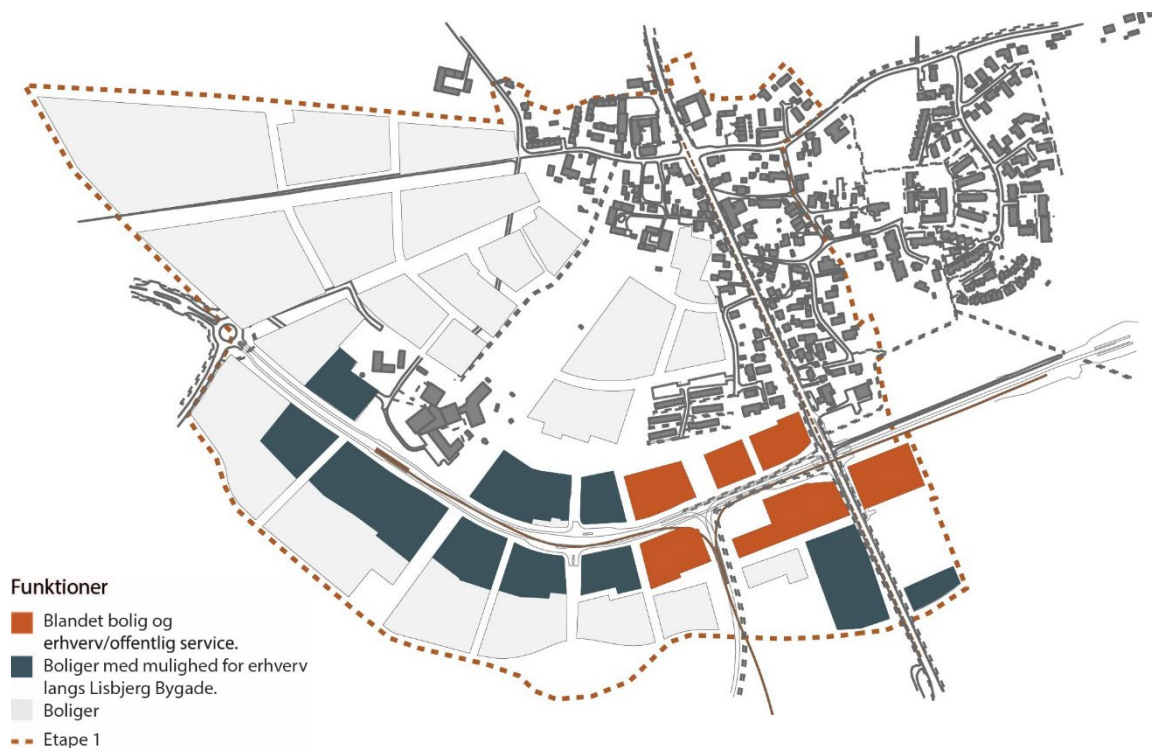 Funktioner
Blandet bolig og
erhverv/offentlig service.
Boliger med mulighed for erhverv
langs Lisbjerg Bygade.
Boliger
Etape 1